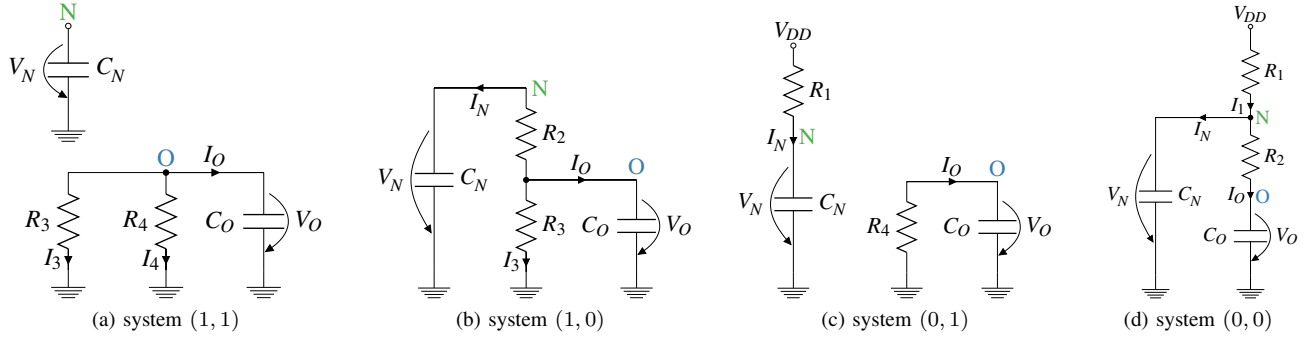 N
V_N
C_N
O
I_O
R_3
R_4
C_O
V_O
I_3
I_4
(a) system (1, 1)
N
I_N
R_2
V_N
C_N
I_O
O
R_3
C_O
V_O
I_3
(b) system (1, 0)
V_DD
R_1
I_N
N
V_N
C_N
I_O
O
R_4
C_O
V_O
(c) system (0, 1)
V_DD
R_1
I_1
N
I_N
R_2
V_N
C_N
I_O
O
C_O
V_O
(d) system (0, 0)